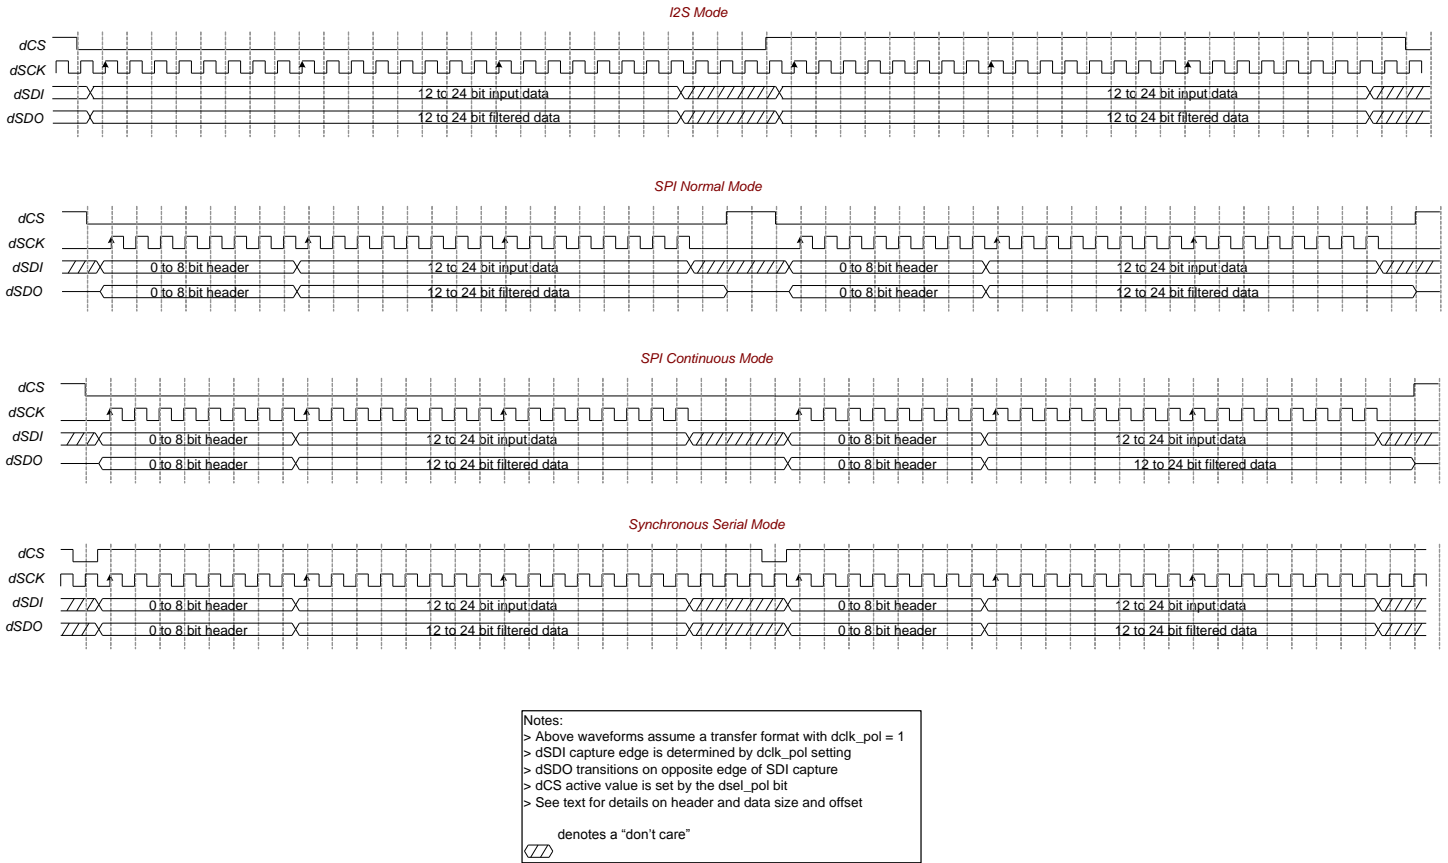 I2S Mode
dCS
dSCK
dSDI 12 to 24 bit input data 12 to 24 bit input data
dSDO 12 to 24 bit filtered data 12 to 24 bit filtered data
SPI Normal Mode
dCS
dSCK
dSDI 0 to 8 bit header 12 to 24 bit input data 0 to 8 bit header 12 to 24 bit input data
dSDO 0 to 8 bit header 12 to 24 bit filtered data 0 to 8 bit header 12 to 24 bit filtered data
SPI Continuous Mode
dCS
dSCK
dSDI 0 to 8 bit header 12 to 24 bit input data 0 to 8 bit header 12 to 24 bit input data
dSDO 0 to 8 bit header 12 to 24 bit filtered data 0 to 8 bit header 12 to 24 bit filtered data
Synchronous Serial Mode
dCS
dSCK
dSDI 0 to 8 bit header 12 to 24 bit input data 0 to 8 bit header 12 to 24 bit input data
dSDO 0 to 8 bit header 12 to 24 bit filtered data 0 to 8 bit header 12 to 24 bit filtered data
Notes:
> Above waveforms assume a transfer format with dclk_pol = 1
> dSDI capture edge is determined by dclk_pol setting
> dSDO transitions on opposite edge of SDI capture
> dCS active value is set by the dsel_pol bit
> See text for details on header and data size and offset
denotes a “don’t care”